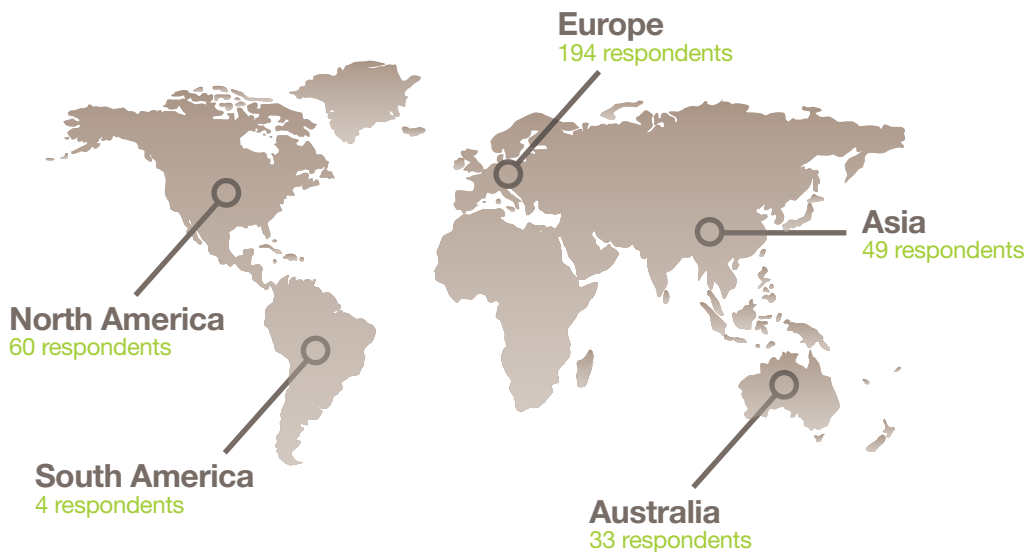 Europe
194 respondents
Asia
49 respondents
North America
60 respondents
South America
4 respondents
Australia
33 respondents